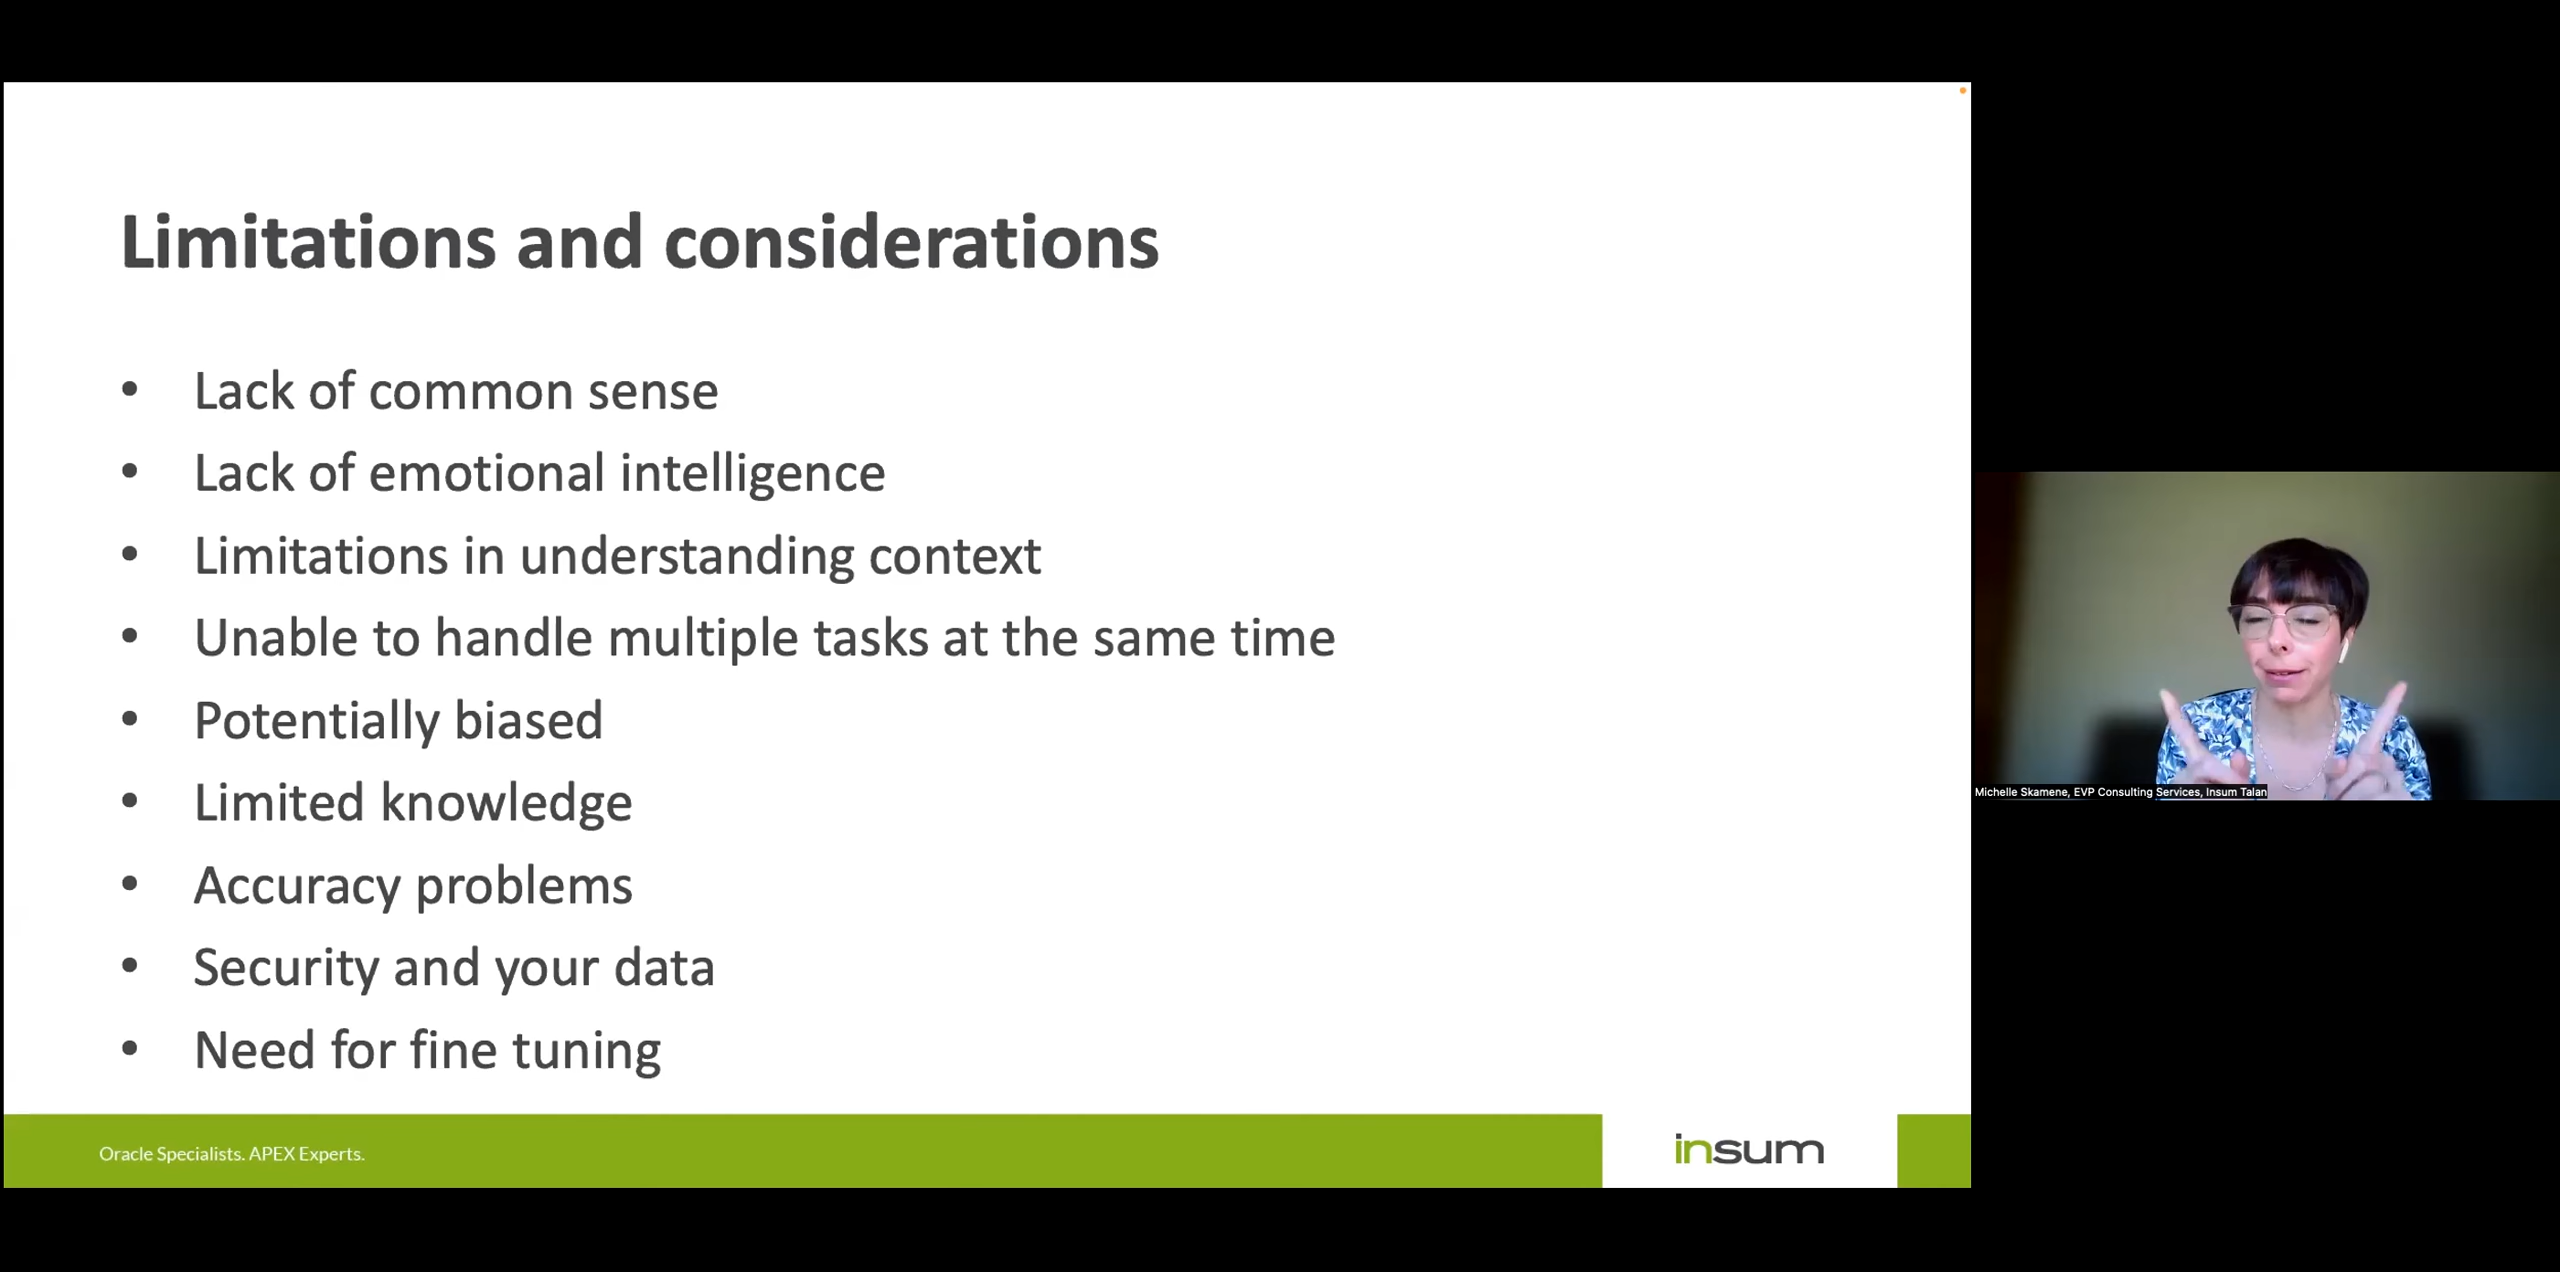 Limitations and considerations
• Lack of common sense
• Lack of emotional intelligence
• Limitations in understanding context
• Unable to handle multiple tasks at the same time
• Potentially biased
• Limited knowledge
• Accuracy problems
• Security and your data
• Need for fine tuning
Oracle Specialists. APEX Experts.
insum
Michelle Skamene, EVP Consulting Services, Insum Talan